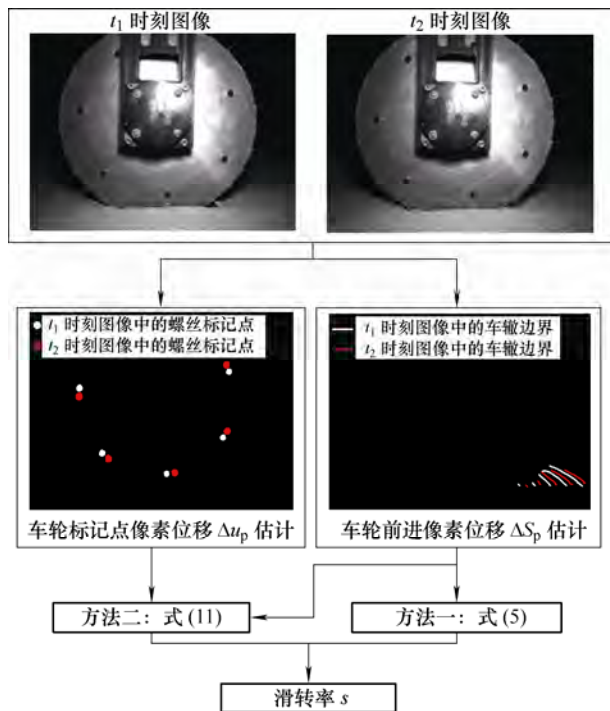 t₁ 时刻图像
t₂ 时刻图像
t₁ 时刻图像中的螺丝标记点
t₂ 时刻图像中的螺丝标记点
t₁ 时刻图像中的车辙边界
t₂ 时刻图像中的车辙边界
车轮标记点像素位移 Δuₚ 估计
车轮前进像素位移 ΔSₚ 估计
方法二：式 (11)
方法一：式 (5)
滑转率 s